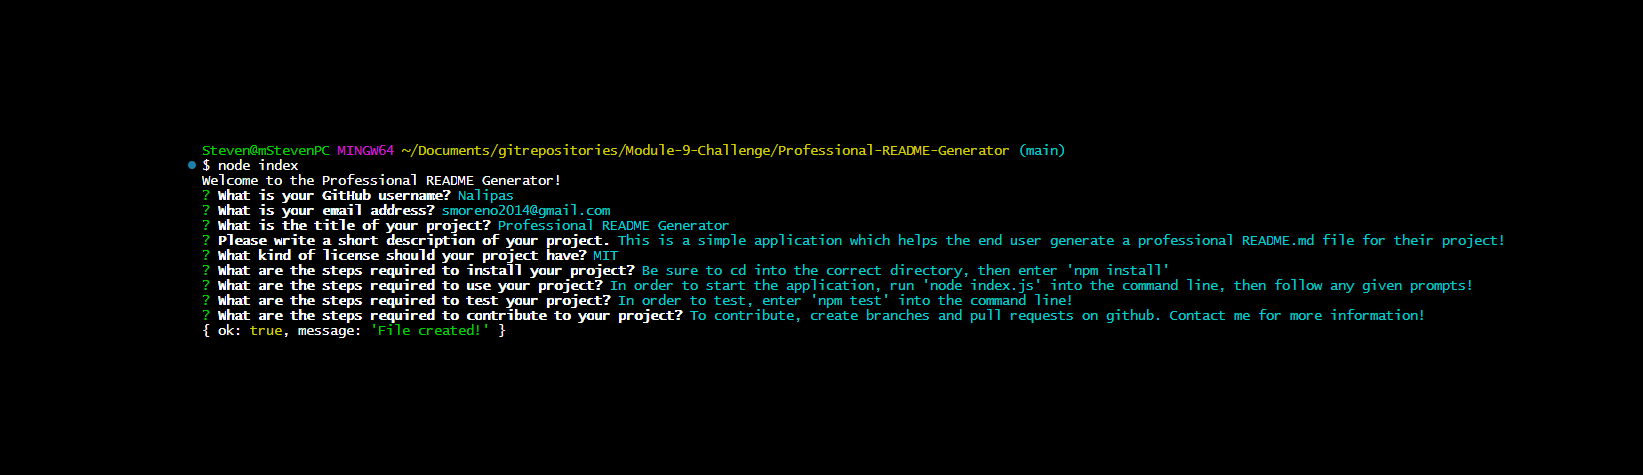 Steven@mStevenPC MINGW64 ~/Documents/gitrepositories/Module-9-Challenge/Professional-README-Generator (main)
$ node index
Welcome to the Professional README Generator!
? What is your GitHub username? Nalipas
? What is your email address? smoreno2014@gmail.com
? What is the title of your project? Professional README Generator
? Please write a short description of your project. This is a simple application which helps the end user generate a professional README.md file for their project!
? What kind of license should your project have? MIT
? What are the steps required to install your project? Be sure to cd into the correct directory, then enter 'npm install'
? What are the steps required to use your project? In order to start the application, run 'node index.js' into the command line, then follow any given prompts!
? What are the steps required to test your project? In order to test, enter 'npm test' into the command line!
? What are the steps required to contribute to your project? To contribute, create branches and pull requests on github. Contact me for more information!
{ ok: true, message: 'File created!' }